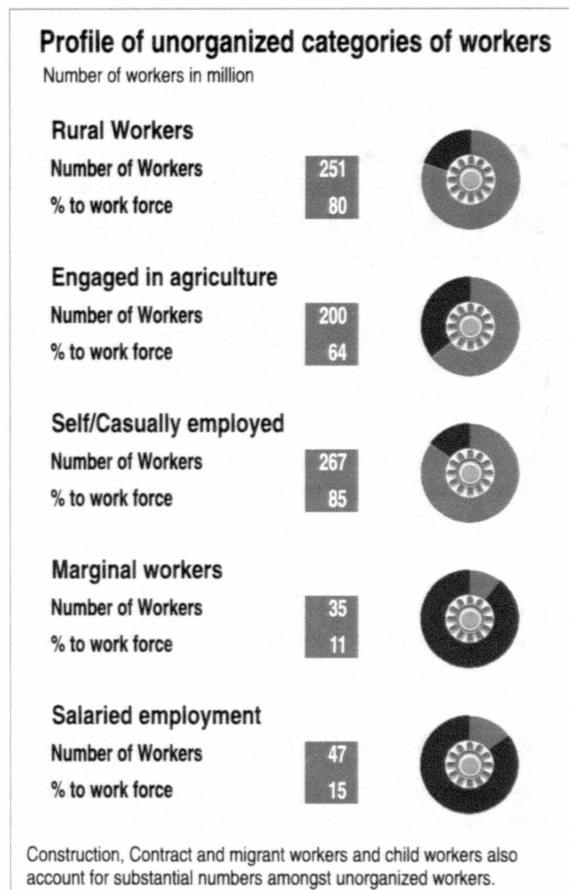 Profile of unorganized categories of workers
Number of workers in million
Rural Workers
Number of Workers 251
% to work force 80
Engaged in agriculture
Number of Workers 200
% to work force 64
Self/Casually employed
Number of Workers 267
% to work force 85
Marginal workers
Number of Workers 35
% to work force 11
Salaried employment
Number of Workers 47
% to work force 15
Construction, Contract and migrant workers and child workers also
account for substantial numbers amongst unorganized workers.